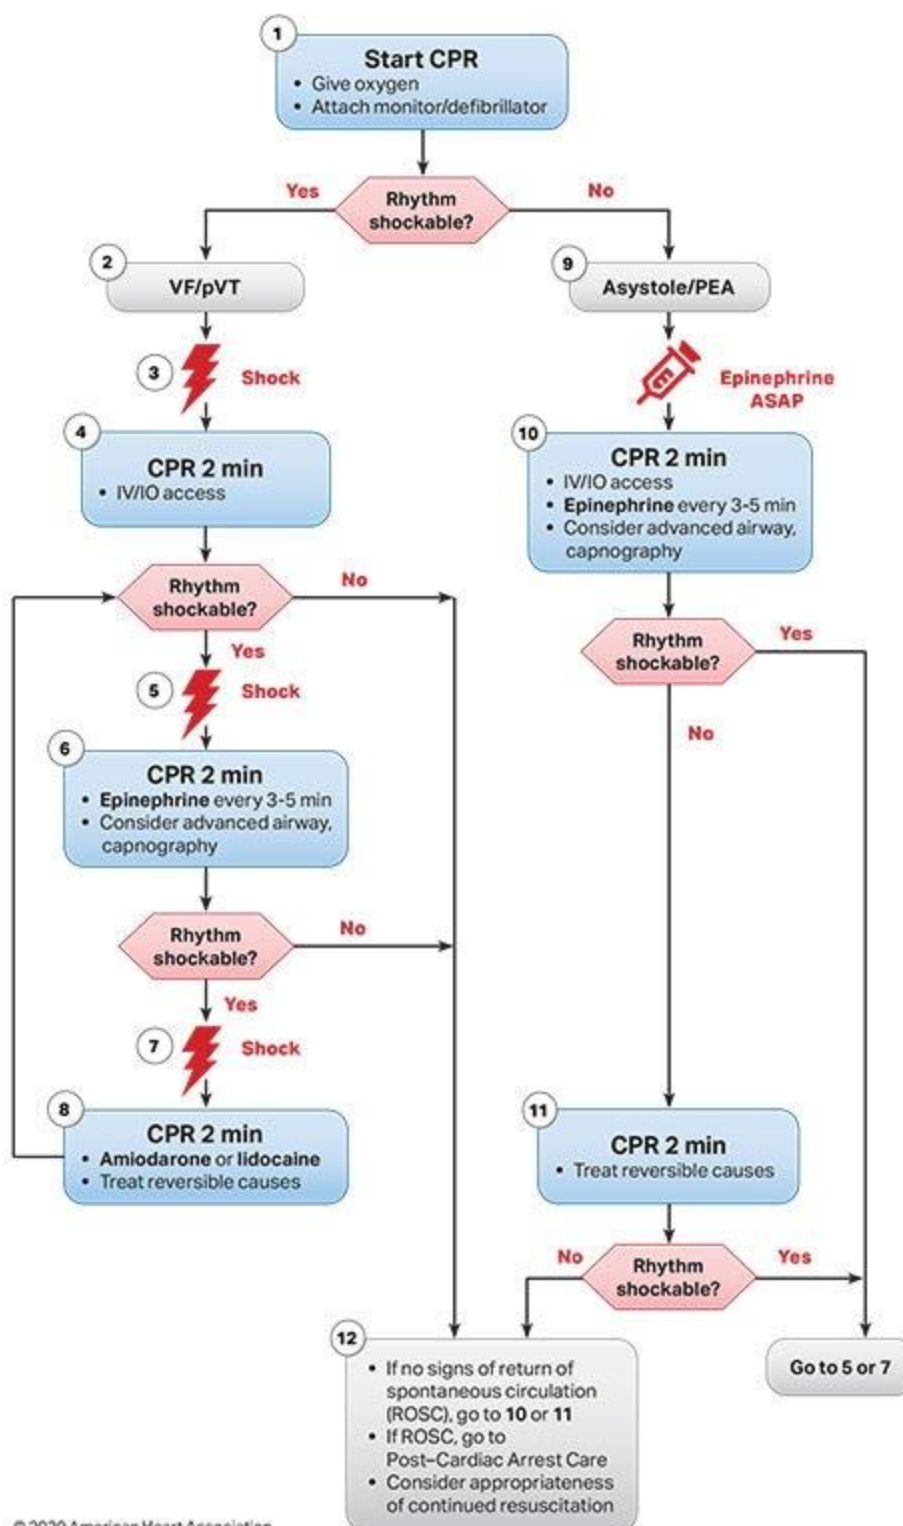 1
Start CPR
• Give oxygen
• Attach monitor/defibrillator
Yes
Rhythm
shockable?
No
2
VF/pVT
9
Asystole/PEA
3
Shock
Epinephrine
ASAP
4
CPR 2 min
• IV/IO access
10
CPR 2 min
• IV/IO access
• Epinephrine every 3-5 min
• Consider advanced airway,
capnography
Rhythm
shockable?
No
Yes
Rhythm
shockable?
Yes
No
5
Shock
6
CPR 2 min
• Epinephrine every 3-5 min
• Consider advanced airway,
capnography
Rhythm
shockable?
No
Yes
7
Shock
8
CPR 2 min
• Amiodarone or lidocaine
• Treat reversible causes
11
CPR 2 min
• Treat reversible causes
No
Rhythm
shockable?
Yes
12
• If no signs of return of
spontaneous circulation
(ROSC), go to 10 or 11
• If ROSC, go to
Post–Cardiac Arrest Care
• Consider appropriateness
of continued resuscitation
Go to 5 or 7
© 2020 American Heart Association